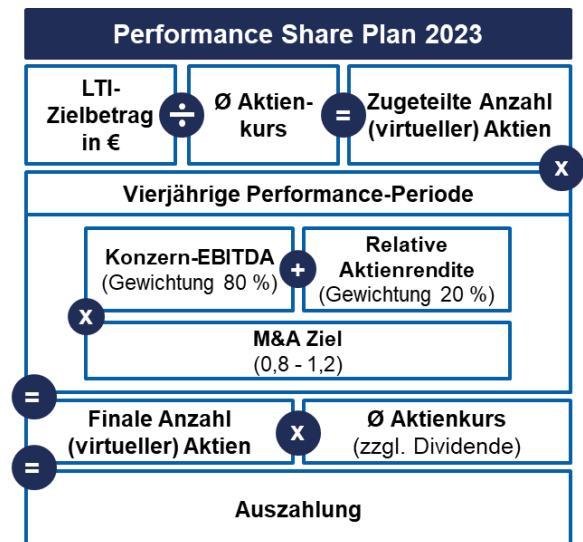 Performance Share Plan 2023
LTI-
Zielbetrag
in €
÷
Ø Aktien-
kurs
=
Zugeteilte Anzahl
(virtueller) Aktien
x
Vierjährige Performance-Periode
Konzern-EBITDA
(Gewichtung 80 %)
+
Relative
Aktienrendite
(Gewichtung 20 %)
x
M&A Ziel
(0,8 - 1,2)
=
Finale Anzahl
(virtueller) Aktien
x
Ø Aktienkurs
(zzgl. Dividende)
=
Auszahlung